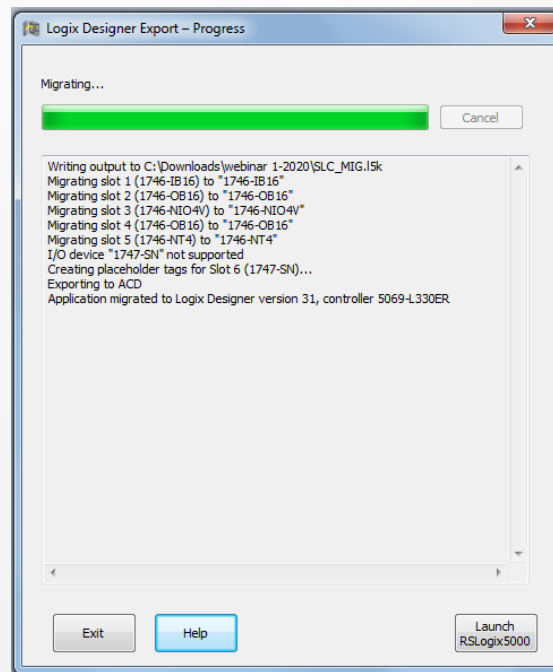 Logix Designer Export – Progress
Migrating...
Cancel
Writing output to C:\Downloads\webinar 1-2020\SLC_MIG.l5k
Migrating slot 1 (1746-IB16) to "1746-IB16"
Migrating slot 2 (1746-OB16) to "1746-OB16"
Migrating slot 3 (1746-NIO4V) to "1746-NIO4V"
Migrating slot 4 (1746-OB16) to "1746-OB16"
Migrating slot 5 (1746-NT4) to "1746-NT4"
I/O device "1747-SN" not supported
Creating placeholder tags for Slot 6 (1747-SN)...
Exporting to ACD
Application migrated to Logix Designer version 31, controller 5069-L330ER
Exit
Help
Launch
RSLogix5000